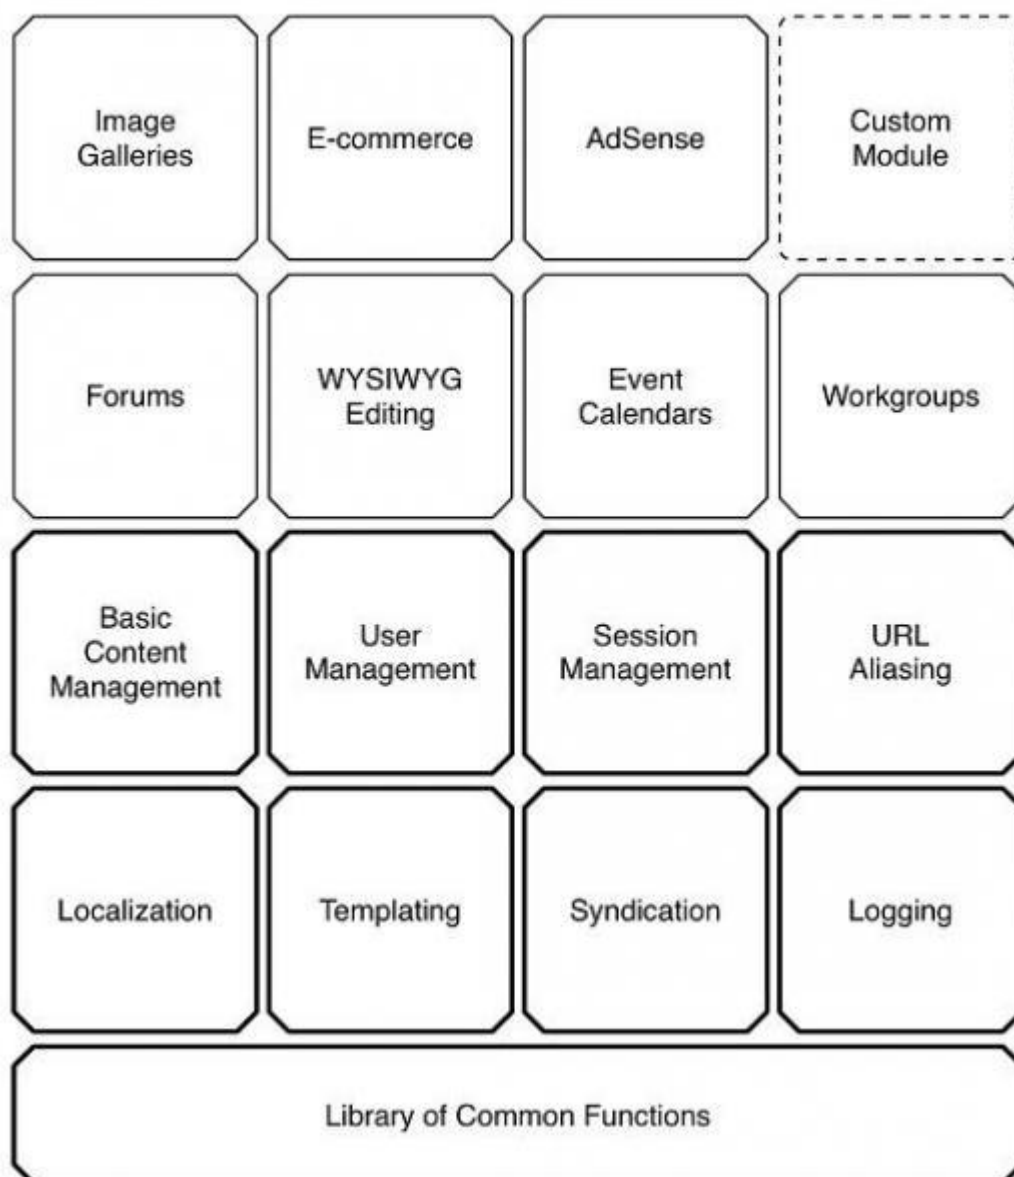 Image
Galleries
E-commerce
AdSense
Custom
Module
Forums
WYSIWYG
Editing
Event
Calendars
Workgroups
Basic
Content
Management
User
Management
Session
Management
URL
Aliasing
Localization
Templating
Syndication
Logging
Library of Common Functions